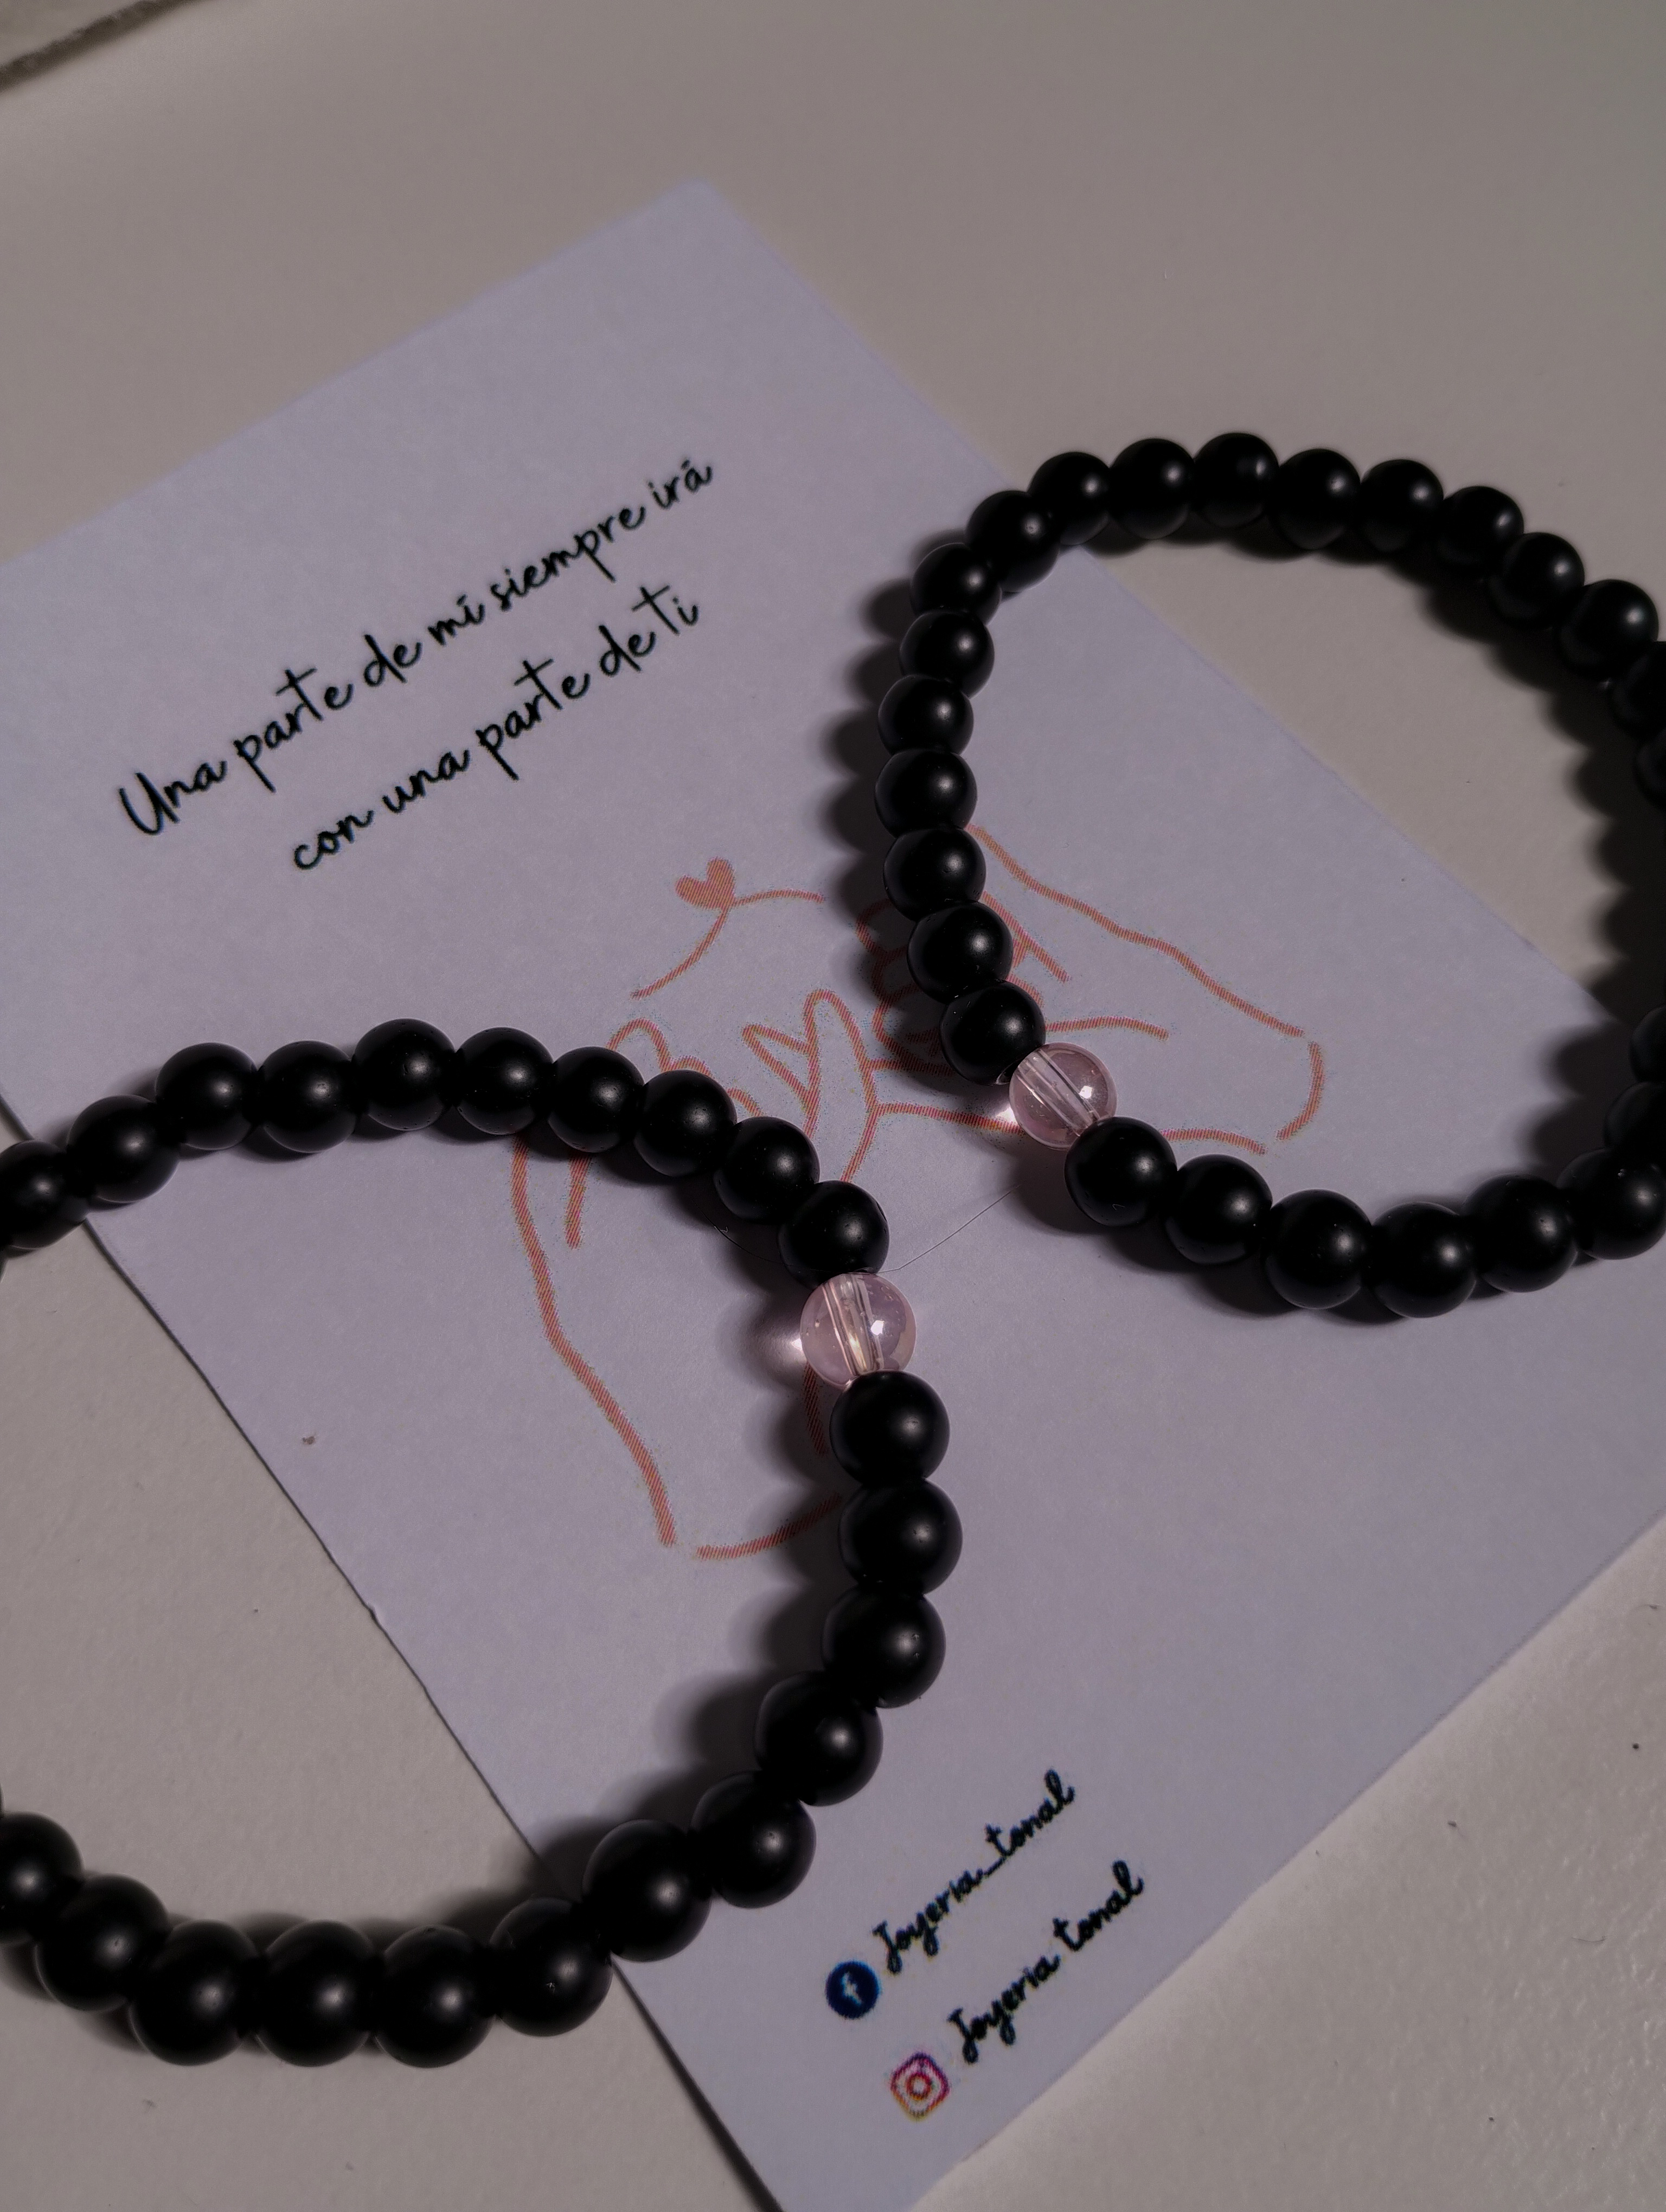 Una parte de mí siempre irá
con una parte de ti
Joyeria_tonal
Joyeria tonal